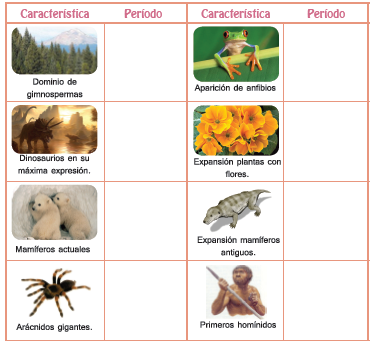 Característica Período Característica Período
Dominio de
gimnospermas
Aparición de anfibios
Dinosaurios en su
máxima expresión.
Expansión plantas con
flores.
Mamíferos actuales
Expansión mamíferos
antiguos.
Arácnidos gigantes.
Primeros homínidos